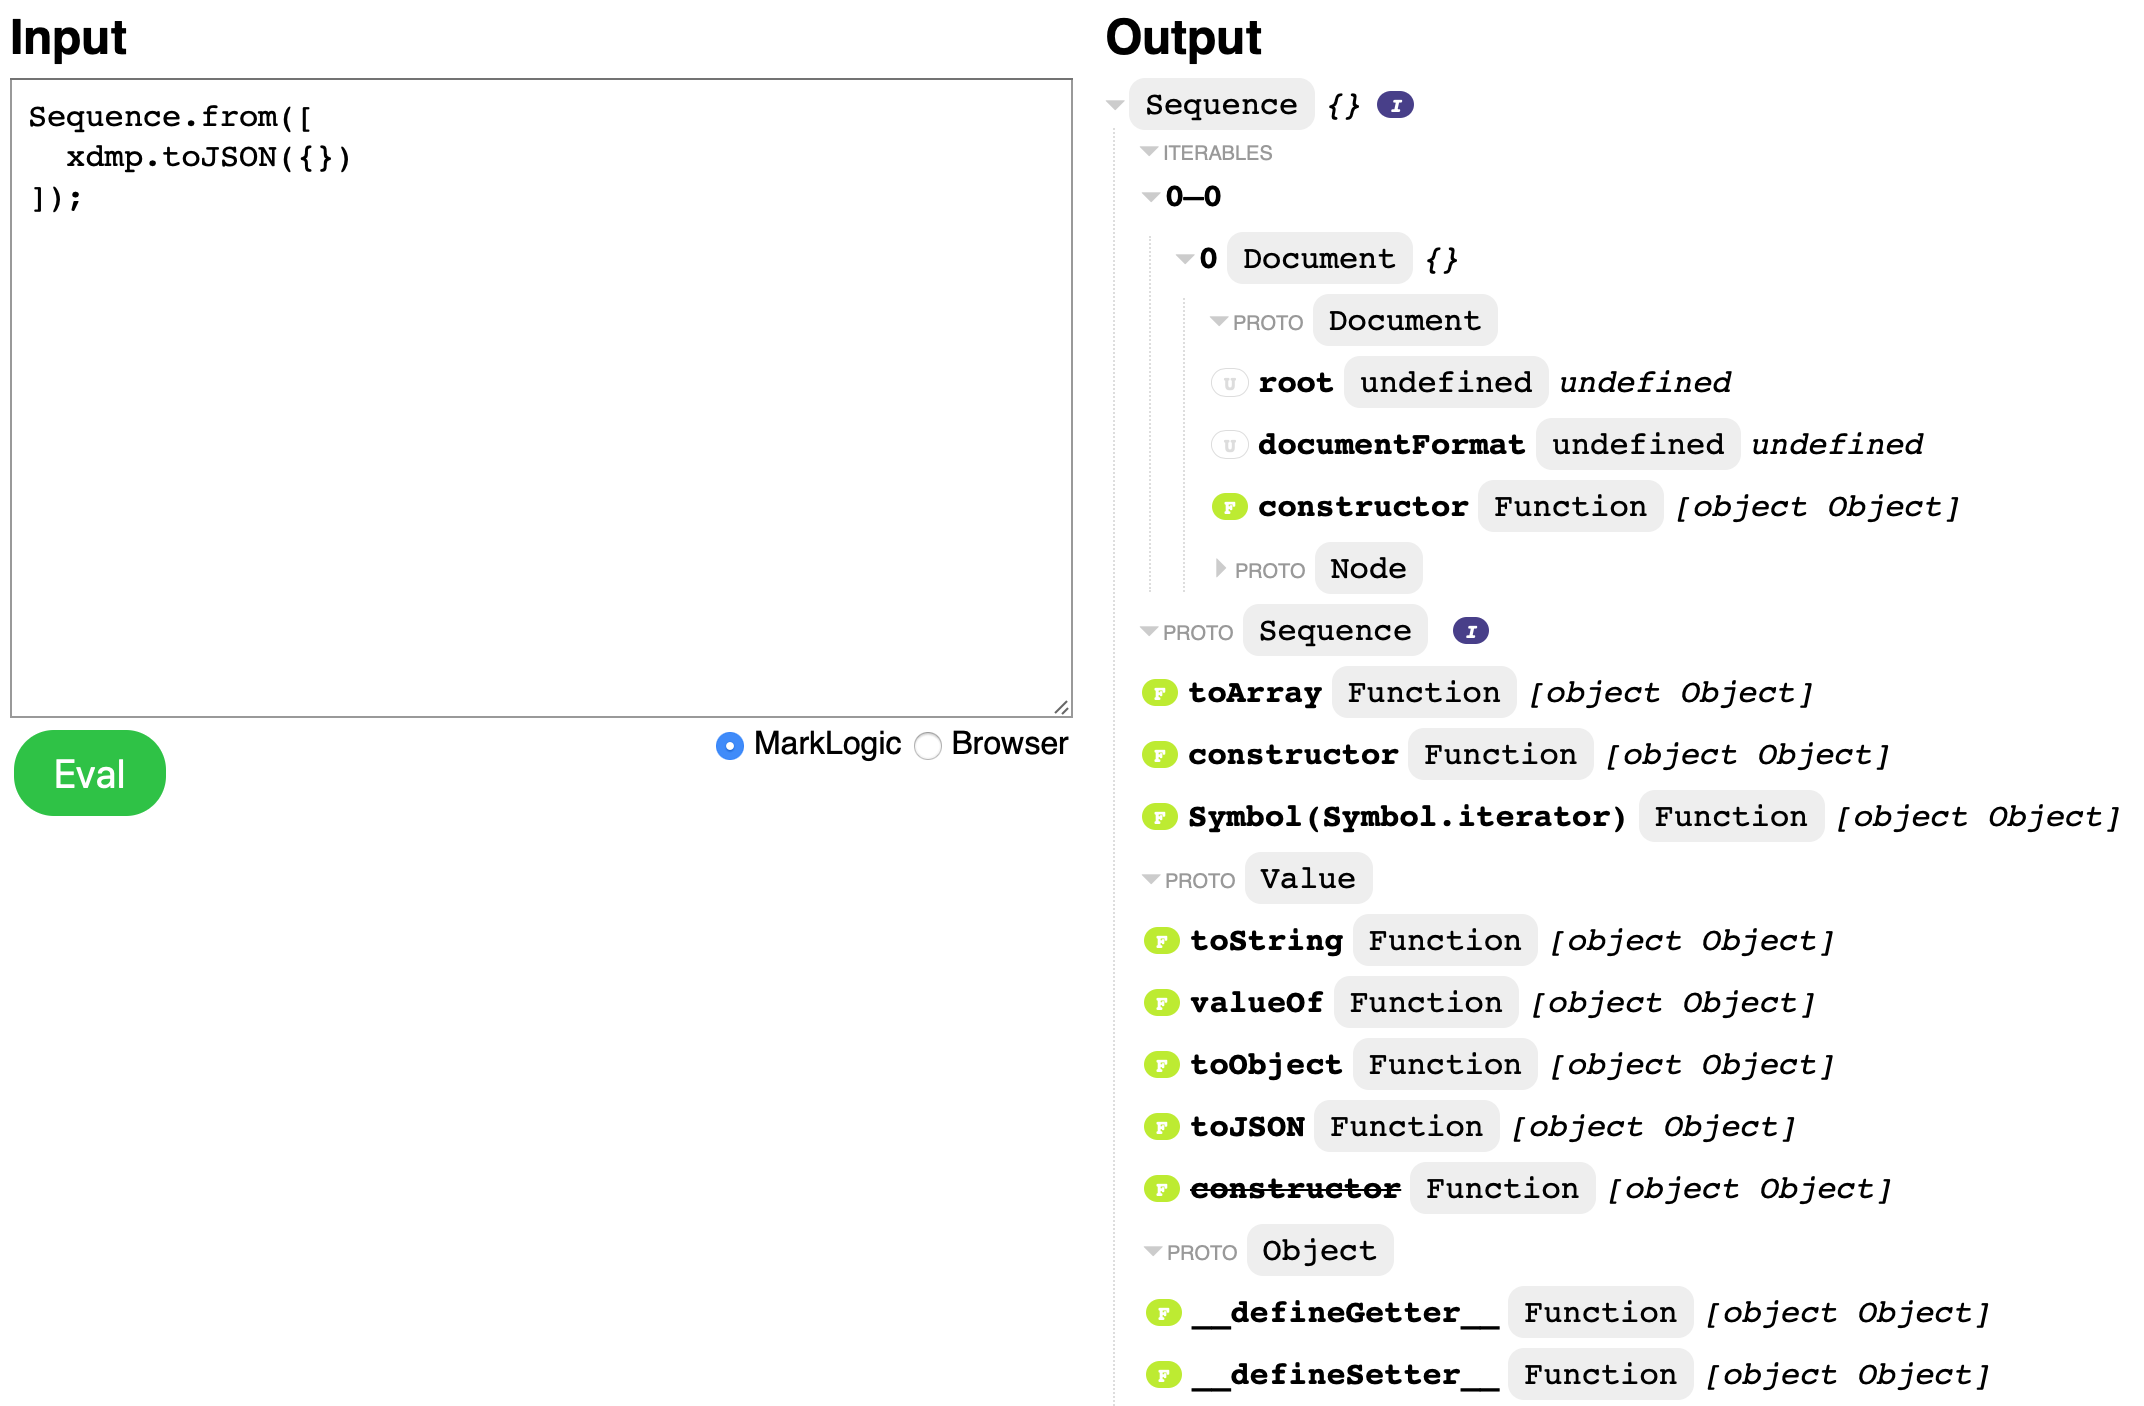 Input
Sequence.from([
  xdmp.toJSON({})
]);
Eval
MarkLogic Browser
Output
Sequence {} I
ITERABLES
0—0
0 Document {}
PROTO Document
U root undefined undefined
U documentFormat undefined undefined
F constructor Function [object Object]
PROTO Node
PROTO Sequence I
F toArray Function [object Object]
F constructor Function [object Object]
F Symbol(Symbol.iterator) Function [object Object]
PROTO Value
F toString Function [object Object]
F valueOf Function [object Object]
F toObject Function [object Object]
F toJSON Function [object Object]
F constructor Function [object Object]
PROTO Object
F __defineGetter__ Function [object Object]
F __defineSetter__ Function [object Object]